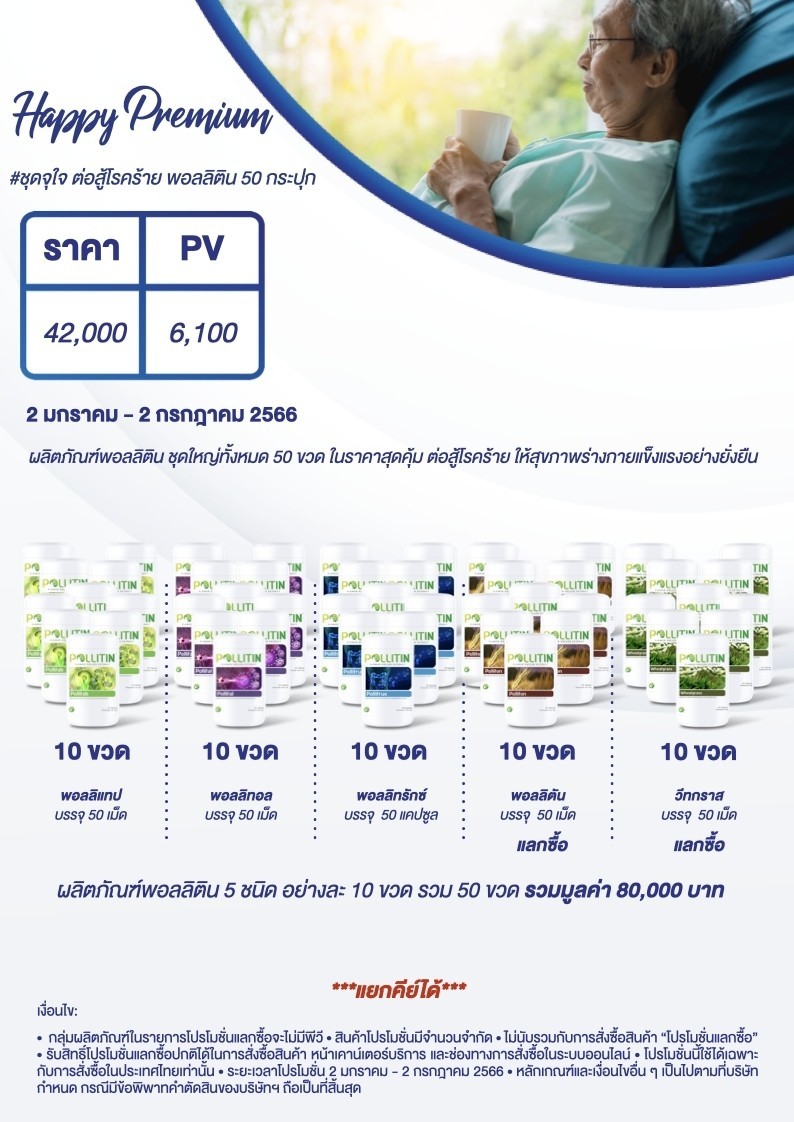 Happy Premium
#ชุดจุใจ ต่อสู้โรคร้าย พอลลิติน 50 กระปุก
ราคา PV
42,000 6,100
2 มกราคม - 2 กรกฎาคม 2566
ผลิตภัณฑ์พอลลิติน ชุดใหญ่ทั้งหมด 50 ขวด ในราคาสุดคุ้ม ต่อสู้โรคร้าย ให้สุขภาพร่างกายแข็งแรงอย่างยั่งยืน
POLLITIN POLLITIN POLLITIN POLLITIN POLLITIN
Pollitab Pollital Pollitrux Polliton Wheatgrass
10 ขวด 10 ขวด 10 ขวด 10 ขวด 10 ขวด
พอลลิแทป พอลลิทอล พอลลิทรักซ์ พอลลิตัน วีทกราส
บรรจุ 50 เม็ด บรรจุ 50 เม็ด บรรจุ 50 แคปซูล บรรจุ 50 เม็ด บรรจุ 50 เม็ด
แลกซื้อ แลกซื้อ
ผลิตภัณฑ์พอลลิติน 5 ชนิด อย่างละ 10 ขวด รวม 50 ขวด รวมมูลค่า 80,000 บาท
***แยกคีย์ได้***
เงื่อนไข:
• กลุ่มผลิตภัณฑ์ในรายการโปรโมชั่นแลกซื้อจะไม่มีพีวี • สินค้าโปรโมชั่นมีจำนวนจำกัด • ไม่นับรวมกับการสั่งซื้อสินค้า “โปรโมชั่นแลกซื้อ”
• รับสิทธิ์โปรโมชั่นแลกซื้อปกติได้ในการสั่งซื้อสินค้า หน้าเคาน์เตอร์บริการ และช่องทางการสั่งซื้อในระบบออนไลน์ • โปรโมชั่นนี้ใช้ได้เฉพาะ
กับการสั่งซื้อในประเทศไทยเท่านั้น • ระยะเวลาโปรโมชั่น 2 มกราคม - 2 กรกฎาคม 2566 • หลักเกณฑ์และเงื่อนไขอื่น ๆ เป็นไปตามที่บริษัท
กำหนด กรณีมีข้อพิพาทคำตัดสินของบริษัทฯ ถือเป็นที่สิ้นสุด